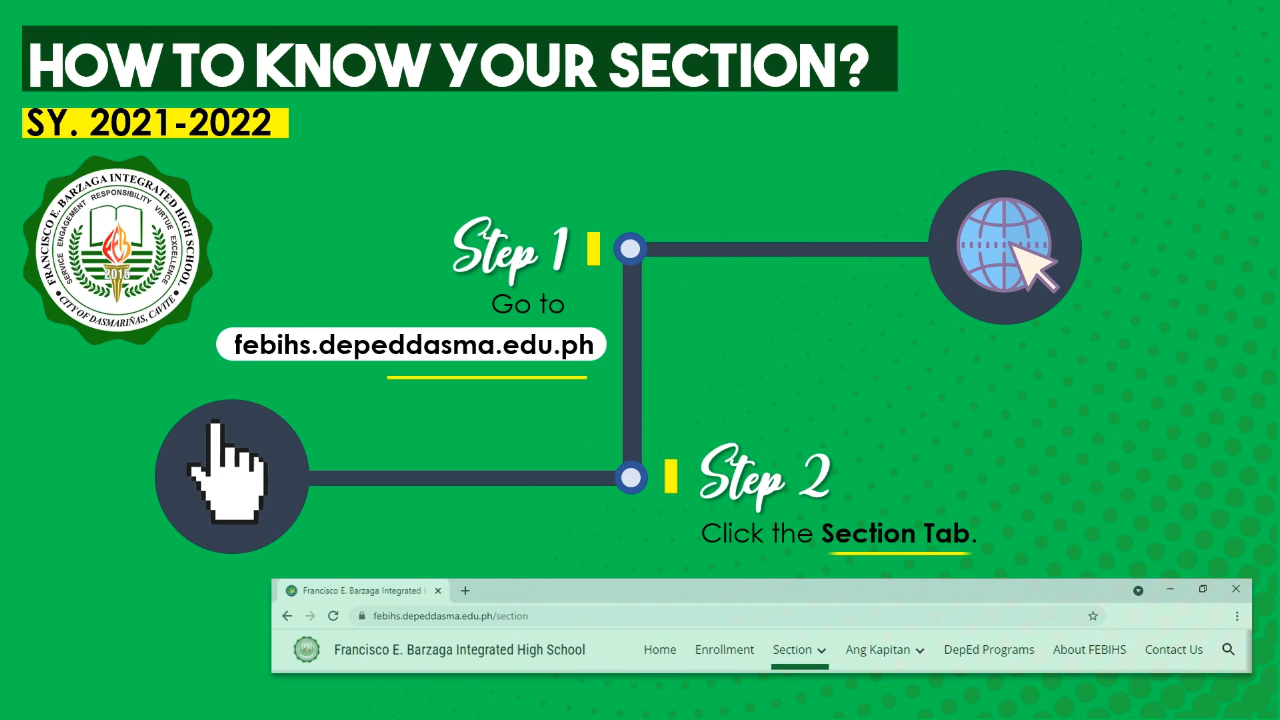 HOW TO KNOW YOUR SECTION?
SY. 2021-2022
FRANCISCO E. BARZAGA INTEGRATED HIGH SCHOOL
SERVICE ENGAGEMENT RESPONSIBILITY VIRTUE EXCELLENCE
FEB
2015
CITY OF DASMARIÑAS, CAVITE
Step 1
Go to
febihs.depeddasma.edu.ph
Step 2
Click the Section Tab.
Francisco E. Barzaga Integrated
febihs.depeddasma.edu.ph/section
Francisco E. Barzaga Integrated High School Home Enrollment Section Ang Kapitan DepEd Programs About FEBIHS Contact Us